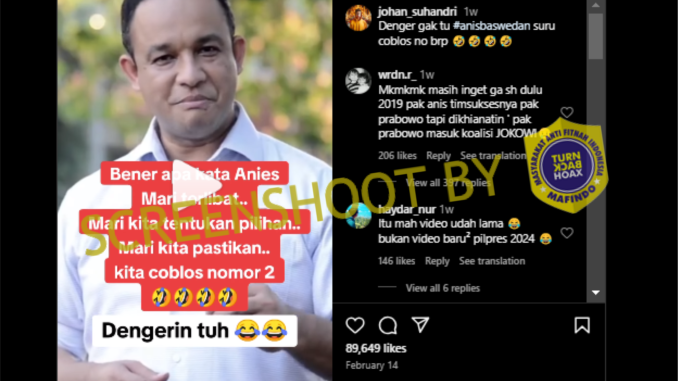 Bener apa kata Anies
Mari terlibat..
Mari kita tentukan pilihan..
Mari kita pastikan..
kita coblos nomor 2
🤣🤣🤣🤣
Dengerin tuh 😂😂
SCREENSHOOT BY
MASYARAKAT ANTI FITNAH INDONESIA
TURN
BACK
HOAX
MAFINDO
johan_suhandri 1w
Denger gak tu #anisbaswedan suru
coblos no brp 🤣🤣🤣🤣
wrdn.r_ 1w
Mkmkmk masih inget ga sh dulu
2019 pak anis timsuksesnya pak
prabowo tapi dikhianatin ' pak
prabowo masuk koalisi JOKOWI
206 likes Reply See translation
View all 397 replies
haydar_nur 1w
Itu mah video udah lama 😂
bukan video baru² pilpres 2024 😂
146 likes Reply See translation
View all 6 replies
89,649 likes
February 14